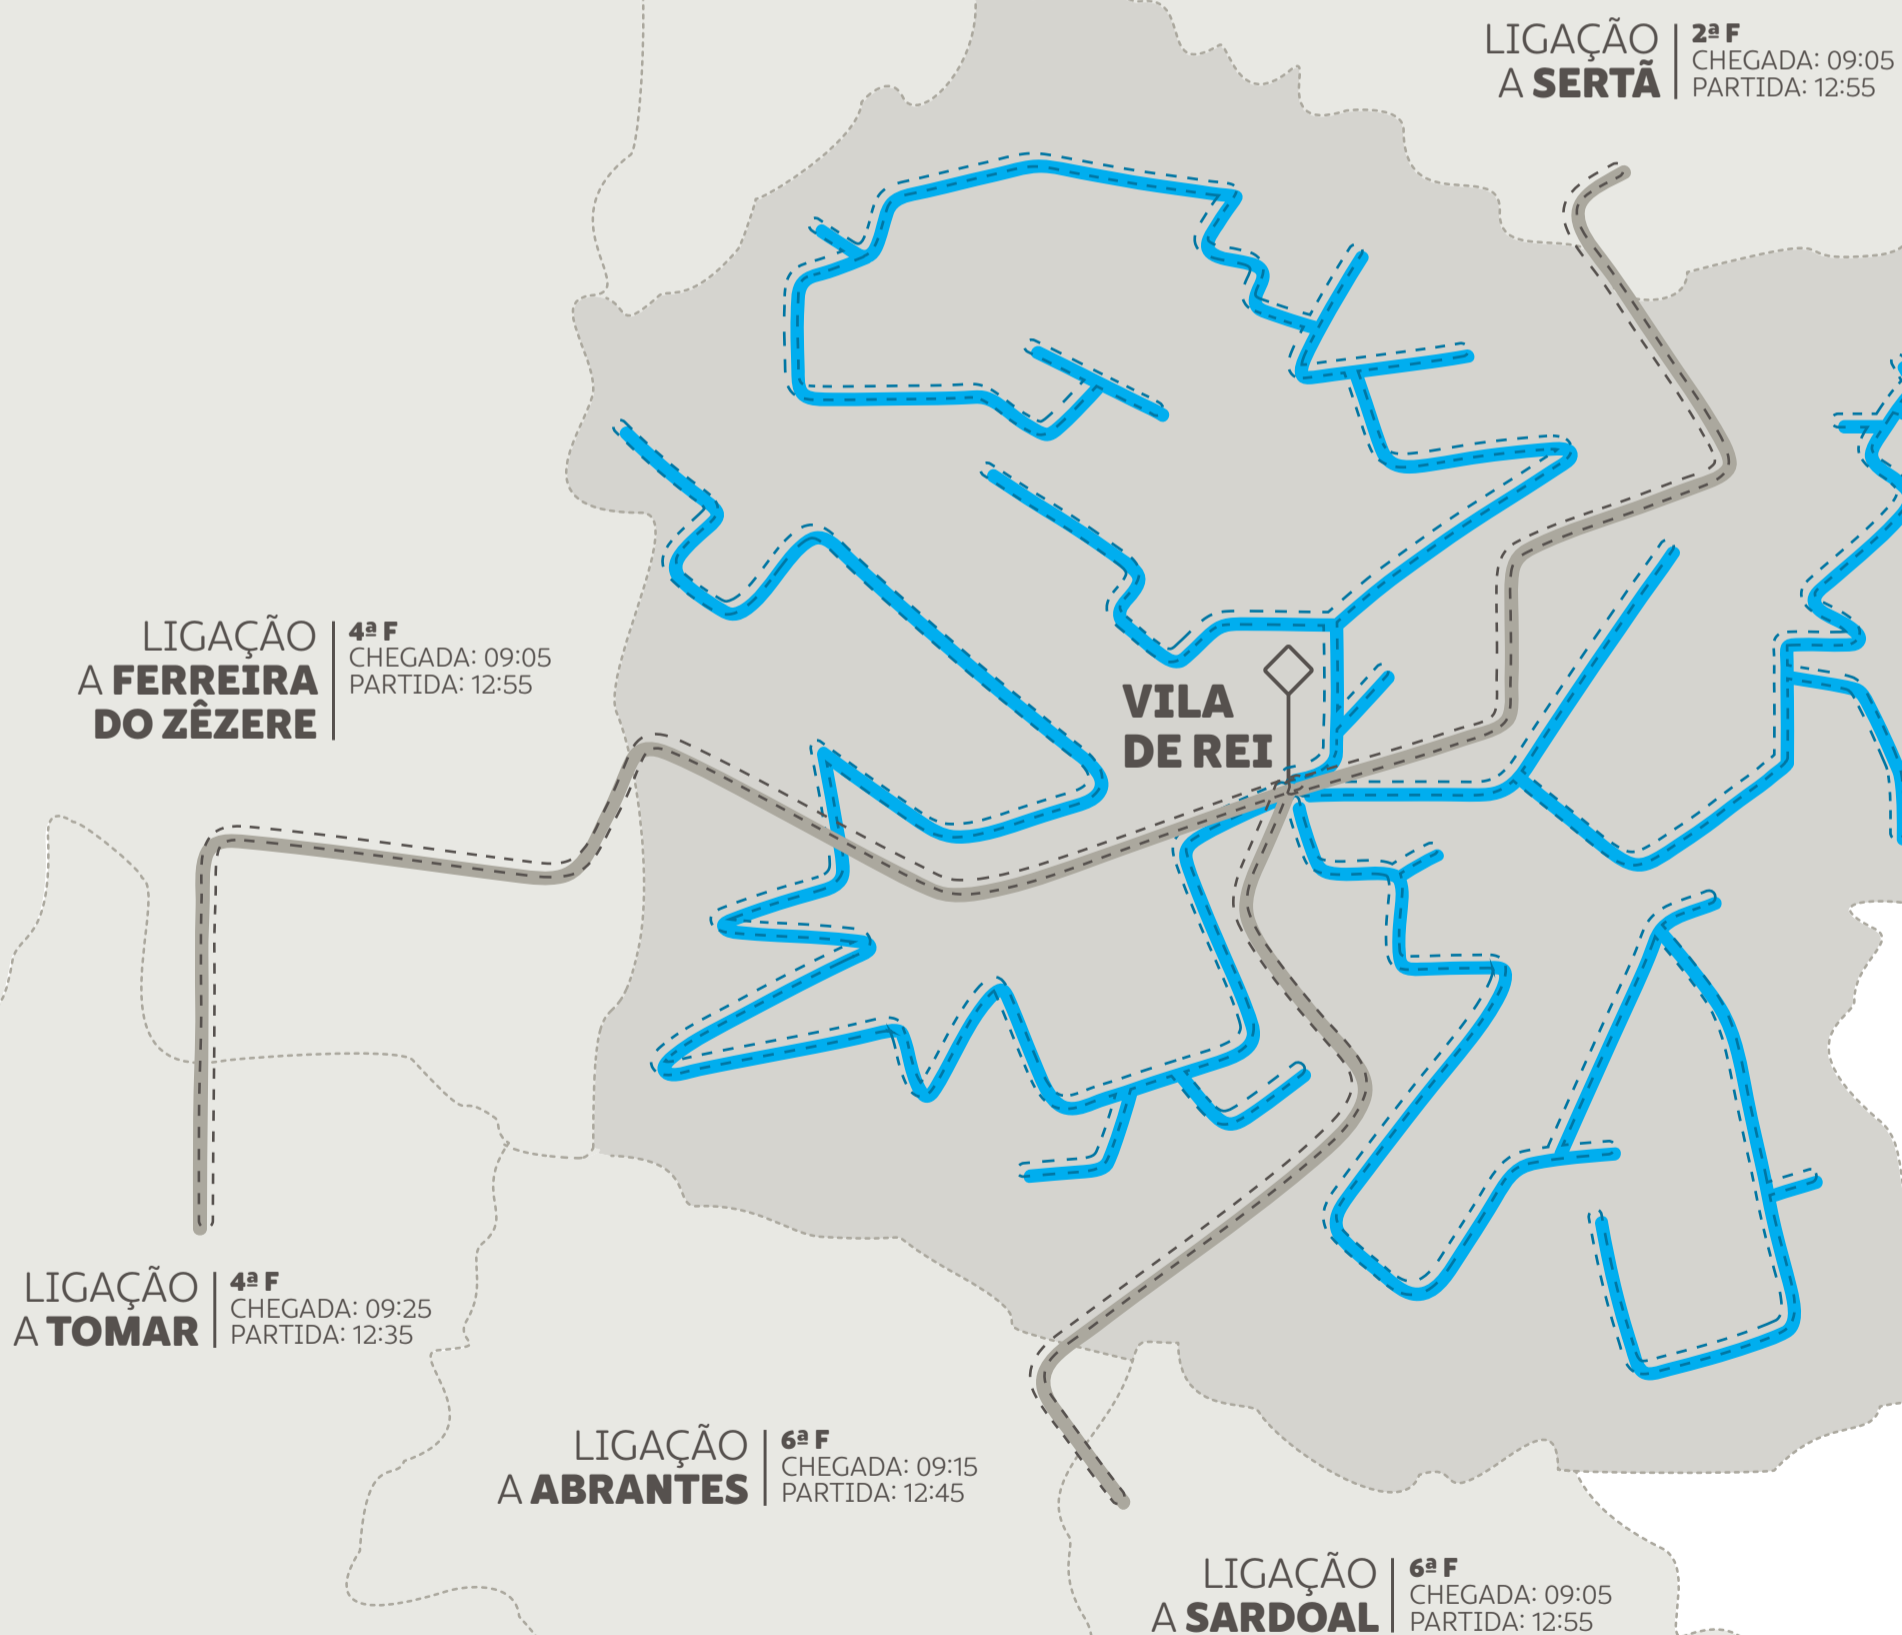 LIGAÇÃO
A SERTÃ
2ª F
CHEGADA: 09:05
PARTIDA: 12:55
LIGAÇÃO
A FERREIRA
DO ZÊZERE
4ª F
CHEGADA: 09:05
PARTIDA: 12:55
VILA
DE REI
LIGAÇÃO
A TOMAR
4ª F
CHEGADA: 09:25
PARTIDA: 12:35
LIGAÇÃO
A ABRANTES
6ª F
CHEGADA: 09:15
PARTIDA: 12:45
LIGAÇÃO
A SARDOAL
6ª F
CHEGADA: 09:05
PARTIDA: 12:55